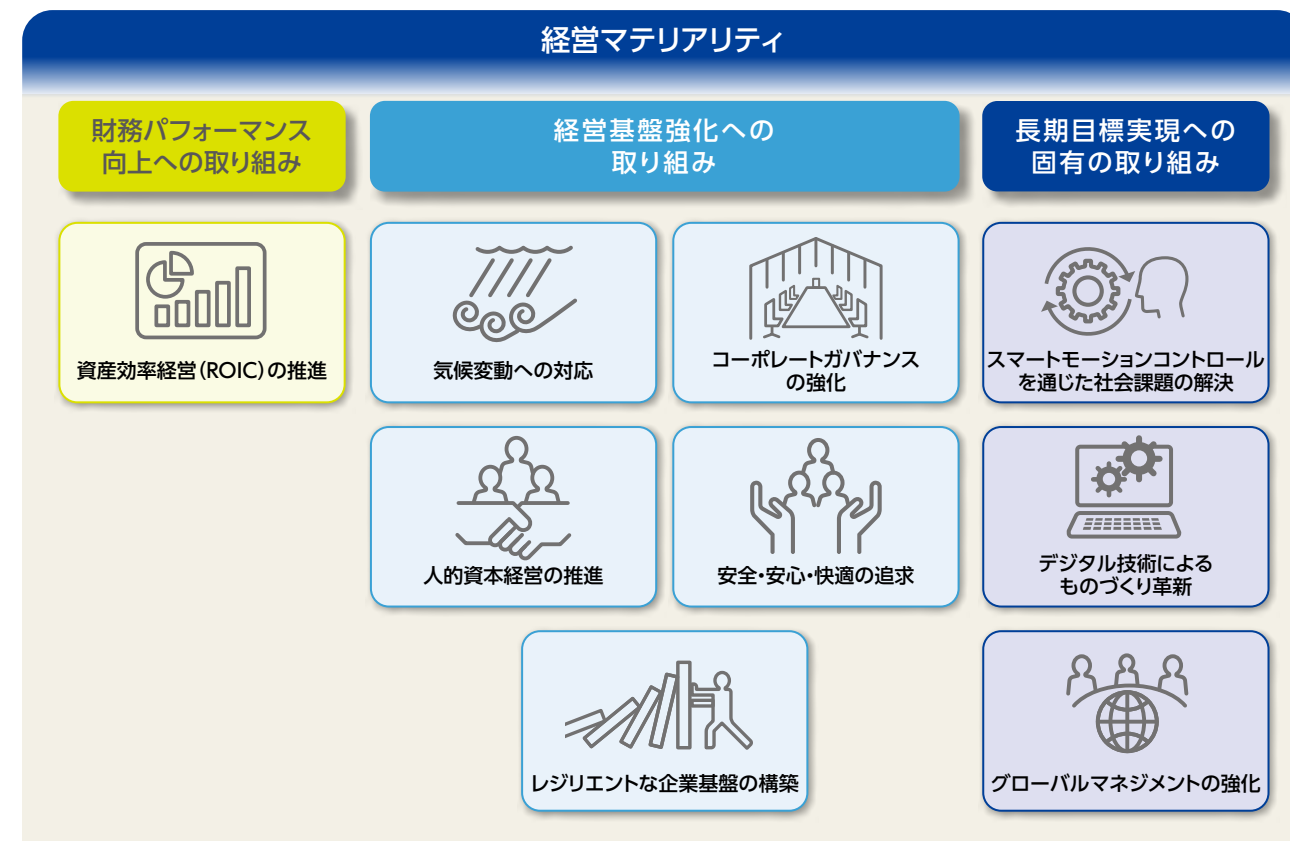 経営マテリアリティ
財務パフォーマンス
向上への取り組み
経営基盤強化への
取り組み
長期目標実現への
固有の取り組み
資産効率経営(ROIC)の推進
気候変動への対応
コーポレートガバナンス
の強化
スマートモーションコントロール
を通じた社会課題の解決
人的資本経営の推進
安全・安心・快適の追求
デジタル技術による
ものづくり革新
レジリエントな企業基盤の構築
グローバルマネジメントの強化